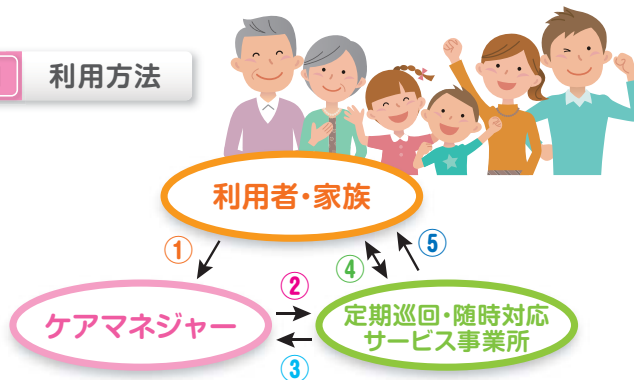 利用方法
利用者・家族
①
②
③
④
⑤
ケアマネジャー
定期巡回・随時対応
サービス事業所